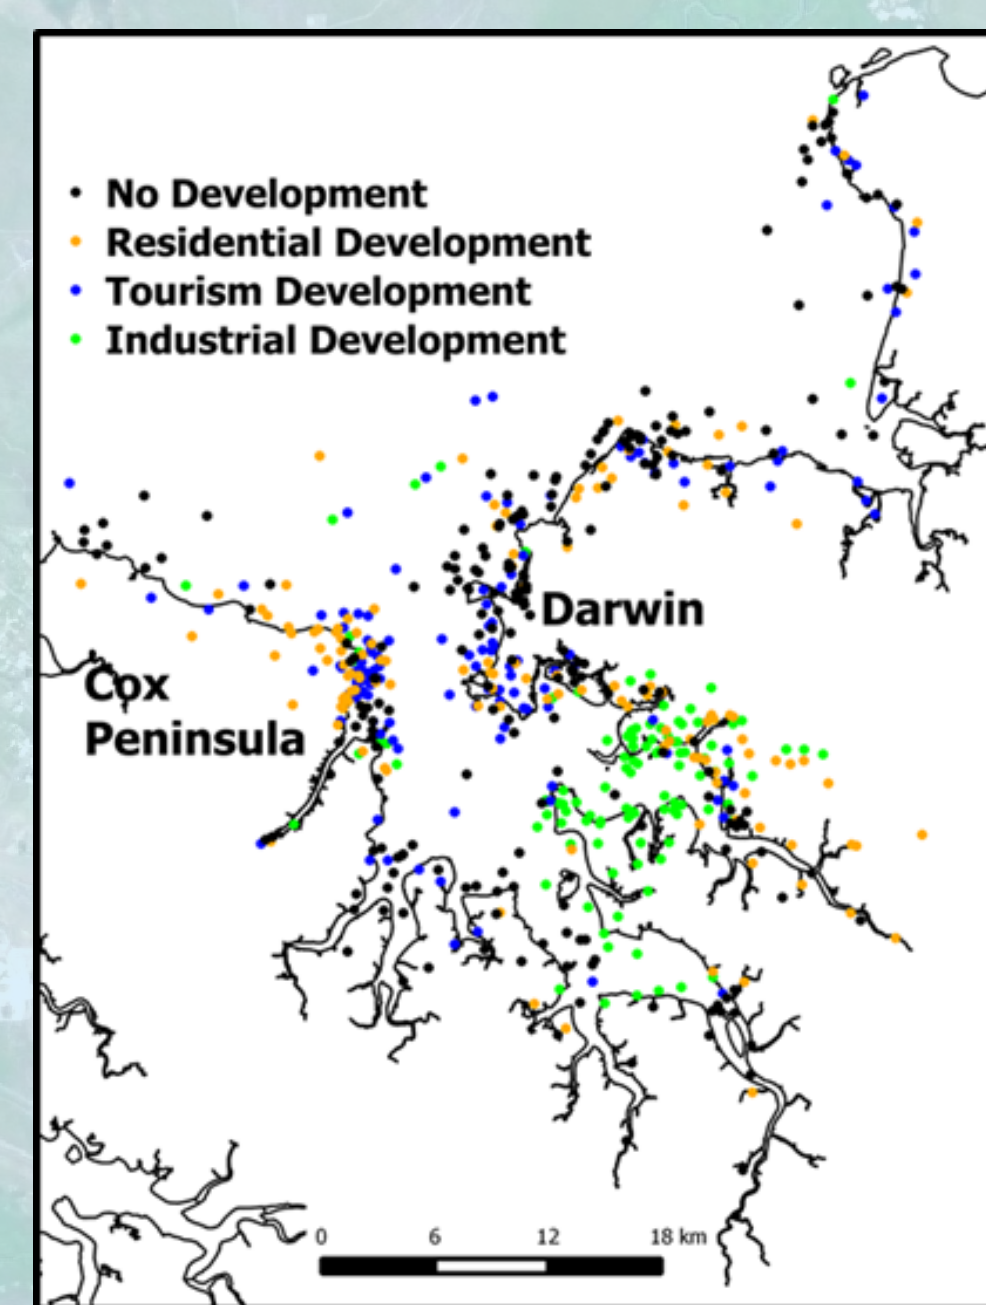 No Development
Residential Development
Tourism Development
Industrial Development
Darwin
Cox
Peninsula
0 6 12 18 km